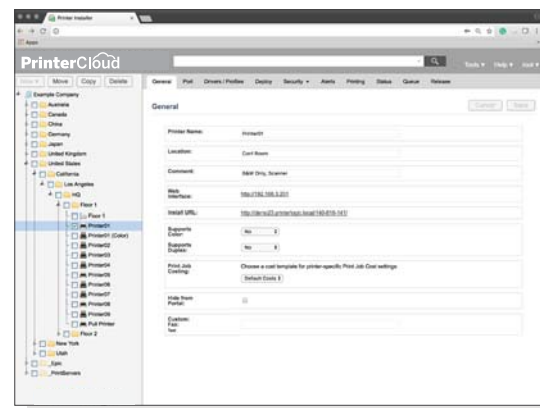 Printer Installer
Apps
PrinterCloud
Tools Help root
New Move Copy Delete
General Port Drivers / Profiles Deploy Security Alerts Printing Status Queue Release
Example Company
Australia
Canada
China
Germany
Japan
United Kingdom
United States
California
Los Angeles
HQ
Floor 1
Floor 1
Printer01
Printer01 (Color)
Printer02
Printer03
Printer04
Printer05
Printer06
Printer07
Printer08
Printer09
Pull Printer
Floor 2
New York
Utah
_Epic
_PrintServers
General
Cancel Save
Printer Name: Printer01
Location: Conf Room
Comment: B&W Only, Scanner
Web Interface:
Install URL:
Supports Color: No
Supports Duplex: No
Print Job Costing: Choose a cost template for printer-specific Print Job Cost settings:
Default Costs
Hide from Portal:
Custom:
Fax: